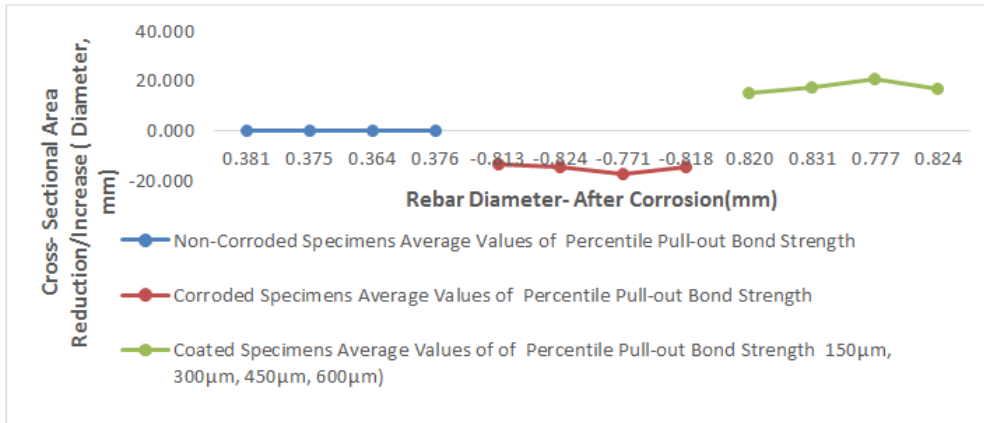 40.000
20.000
0.000
-20.000
Cross- Sectional Area
Reduction/Increase ( Diameter,
mm)
0.381 0.375 0.364 0.376 -0.813 -0.824 -0.771 -0.818 0.820 0.831 0.777 0.824
Rebar Diameter- After Corrosion(mm)
Non-Corroded Specimens Average Values of Percentile Pull-out Bond Strength
Corroded Specimens Average Values of Percentile Pull-out Bond Strength
Coated Specimens Average Values of of Percentile Pull-out Bond Strength 150µm,
300µm, 450µm, 600µm)